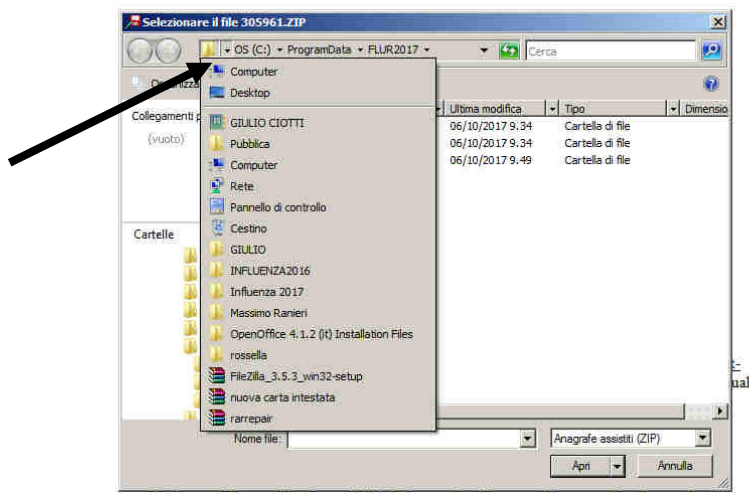 Selezionare il file 305961.ZIP
OS (C:) ProgramData FLUR2017
Cerca
Organizza
Computer
Desktop
Collegamenti p
(vuoto)
Ultima modifica Tipo Dimensio
06/10/2017 9.34 Cartella di file
06/10/2017 9.34 Cartella di file
06/10/2017 9.49 Cartella di file
GIULIO CIOTTI
Pubblica
Computer
Rete
Pannello di controllo
Cestino
Cartelle
GIULIO
INFLUENZA2016
Influenza 2017
Massimo Ranieri
OpenOffice 4.1.2 (it) Installation Files
rossella
FileZilla_3.5.3_win32-setup
nuova carta intestata
rarrepair
Nome file:
Anagrafe assistiti (ZIP)
Apri Annulla